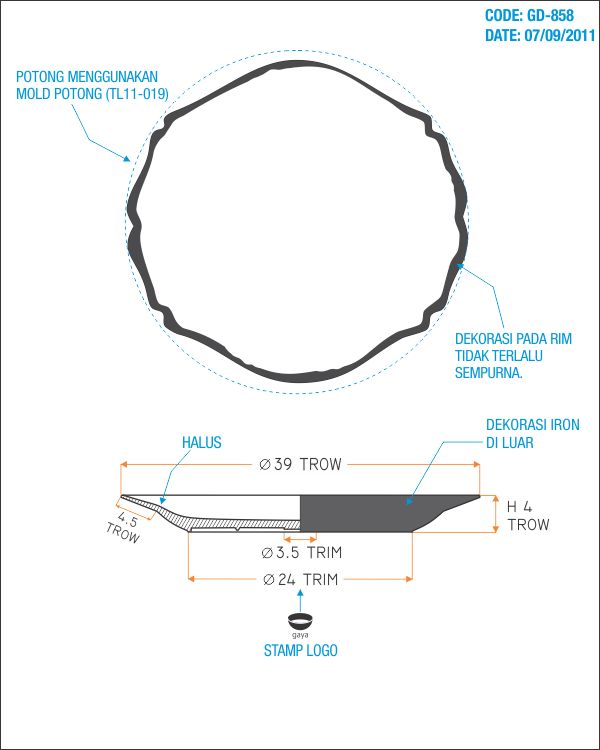 CODE: GD-858
DATE: 07/09/2011
POTONG MENGGUNAKAN
MOLD POTONG (TL11-019)
DEKORASI PADA RIM
TIDAK TERLALU
SEMPURNA.
DEKORASI IRON
DI LUAR
HALUS
⌀ 39 TROW
4.5
TROW
H 4
TROW
⌀ 3.5 TRIM
⌀ 24 TRIM
gaya
STAMP LOGO